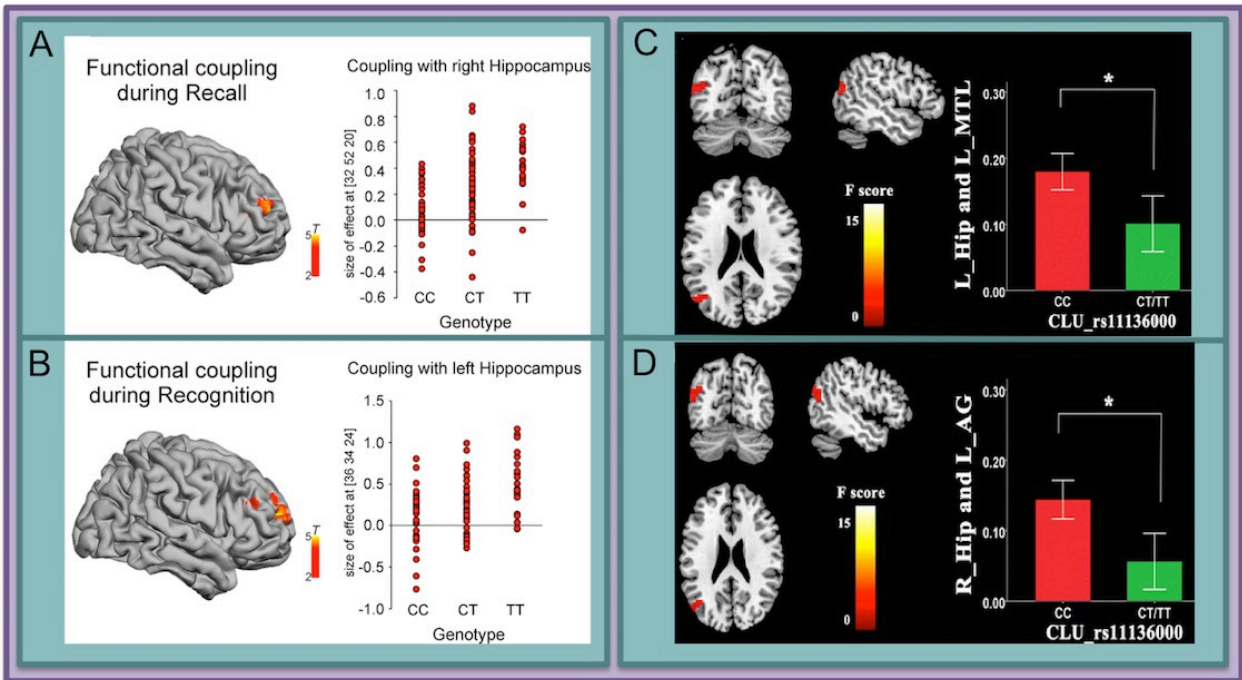 A
Functional coupling
during Recall
5
T
2
Coupling with right Hippocampus
size of effect at [32 52 20]
1.0
0.8
0.6
0.4
0.2
0.0
-0.2
-0.4
-0.6
CC CT TT
Genotype
B
Functional coupling
during Recognition
5
T
2
Coupling with left Hippocampus
size of effect at [36 34 24]
1.5
1.0
0.5
0.0
-0.5
-1.0
CC CT TT
Genotype
C
F score
15
0
L_Hip and L_MTL
0.30
0.20
0.10
0.00
*
CC CT/TT
CLU_rs11136000
D
F score
15
0
R_Hip and L_AG
0.30
0.20
0.10
0.00
*
CC CT/TT
CLU_rs11136000